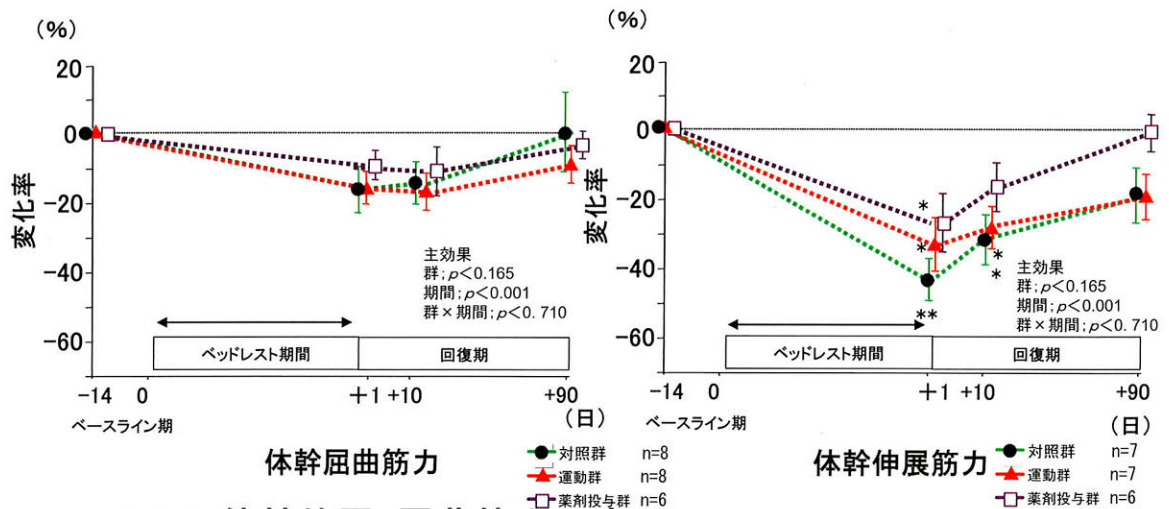 (%)
20
0
-20
-40
-60
変化率
主効果
群;p<0.165
期間;p<0.001
群×期間;p<0.710
ベッドレスト期間
回復期
-14
0
+1
+10
+90
ベースライン期
(日)
体幹屈曲筋力
対照群 n=8
運動群 n=8
薬剤投与群 n=6
(%)
20
0
-20
-40
-60
変化率
*
*
**
*
*
主効果
群;p<0.165
期間;p<0.001
群×期間;p<0.710
ベッドレスト期間
回復期
-14
0
+1
+10
+90
ベースライン期
(日)
体幹伸展筋力
対照群 n=7
運動群 n=7
薬剤投与群 n=6